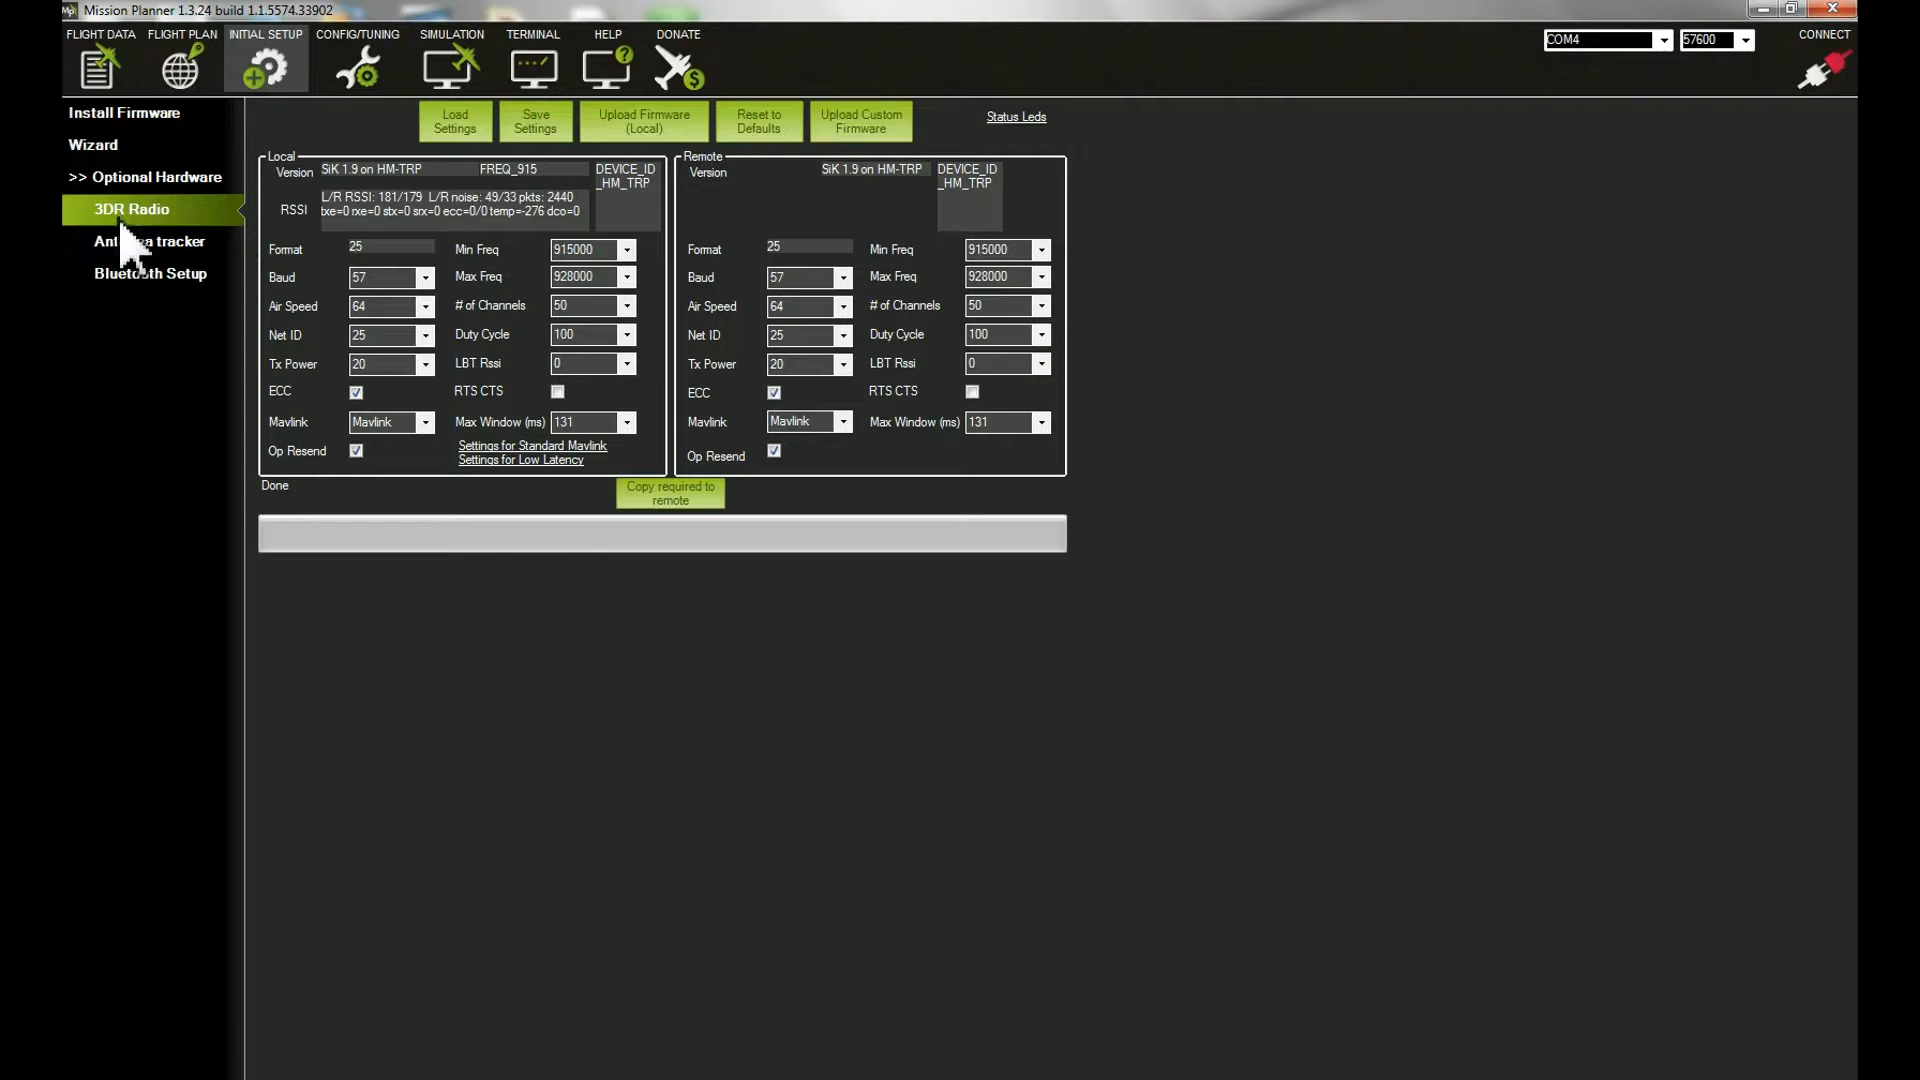 Mission Planner 1.3.24 build 1.1.5574.33902
FLIGHT DATA FLIGHT PLAN INITIAL SETUP CONFIG/TUNING SIMULATION TERMINAL HELP DONATE
COM4 57600 CONNECT
Install Firmware
Wizard
>> Optional Hardware
3DR Radio
Antenna tracker
Bluetooth Setup
Load
Settings
Save
Settings
Upload Firmware
(Local)
Reset to
Defaults
Upload Custom
Firmware
Status Leds
Local
Version SiK 1.9 on HM-TRP FREQ_915
DEVICE_ID
_HM_TRP
RSSI
L/R RSSI: 181/179 L/R noise: 49/33 pkts: 2440
txe=0 rxe=0 stx=0 srx=0 ecc=0/0 temp=-276 dco=0
Format 25 Min Freq 915000
Baud 57 Max Freq 928000
Air Speed 64 # of Channels 50
Net ID 25 Duty Cycle 100
Tx Power 20 LBT Rssi 0
ECC RTS CTS
Mavlink Mavlink Max Window (ms) 131
Op Resend
Settings for Standard Mavlink
Settings for Low Latency
Remote
Version SiK 1.9 on HM-TRP
DEVICE_ID
_HM_TRP
Format 25 Min Freq 915000
Baud 57 Max Freq 928000
Air Speed 64 # of Channels 50
Net ID 25 Duty Cycle 100
Tx Power 20 LBT Rssi 0
ECC RTS CTS
Mavlink Mavlink Max Window (ms) 131
Op Resend
Done
Copy required to
remote